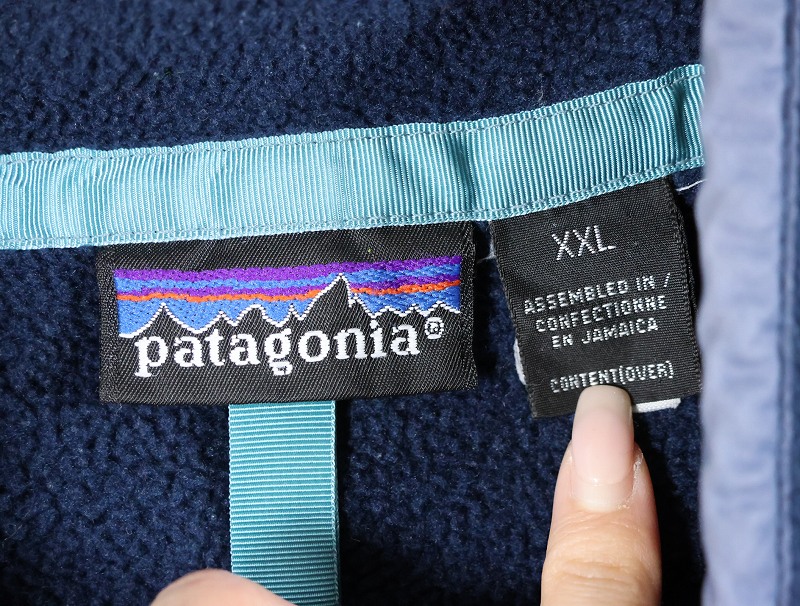 patagonia®
XXL
ASSEMBLED IN /
CONFECTIONNE
EN JAMAICA
CONTENT(OVER)